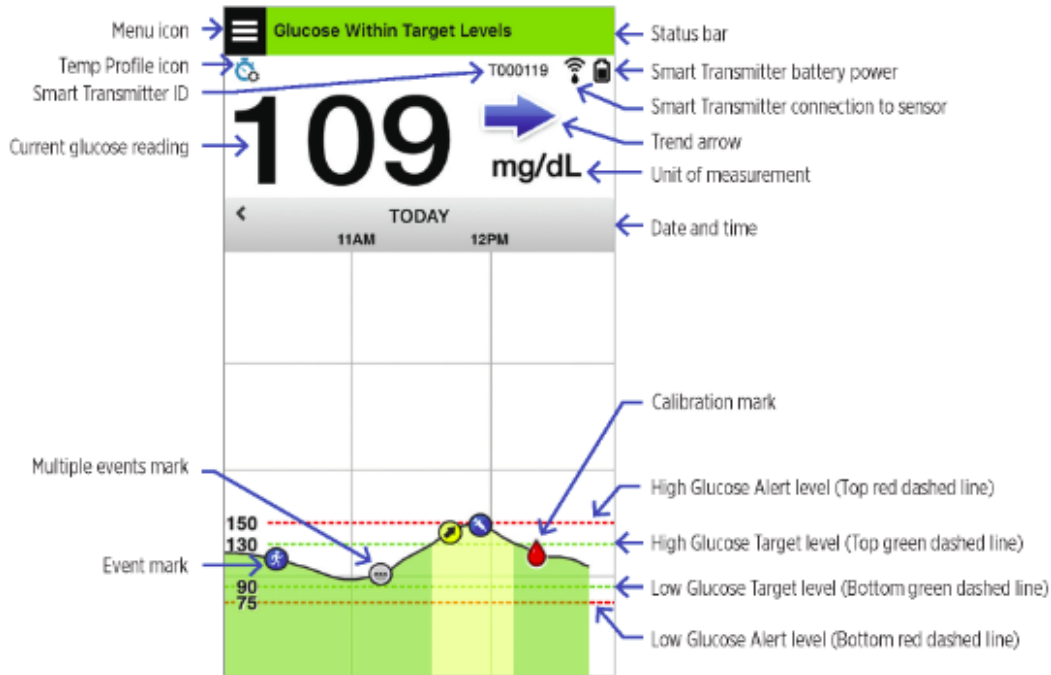 Menu icon
Glucose Within Target Levels
Status bar
Temp Profile icon
T000119
Smart Transmitter battery power
Smart Transmitter ID
Smart Transmitter connection to sensor
109
Trend arrow
Current glucose reading
mg/dL
Unit of measurement
TODAY
Date and time
11AM 12PM
Calibration mark
Multiple events mark
High Glucose Alert level (Top red dashed line)
150
130
High Glucose Target level (Top green dashed line)
Event mark
90
Low Glucose Target level (Bottom green dashed line)
75
Low Glucose Alert level (Bottom red dashed line)